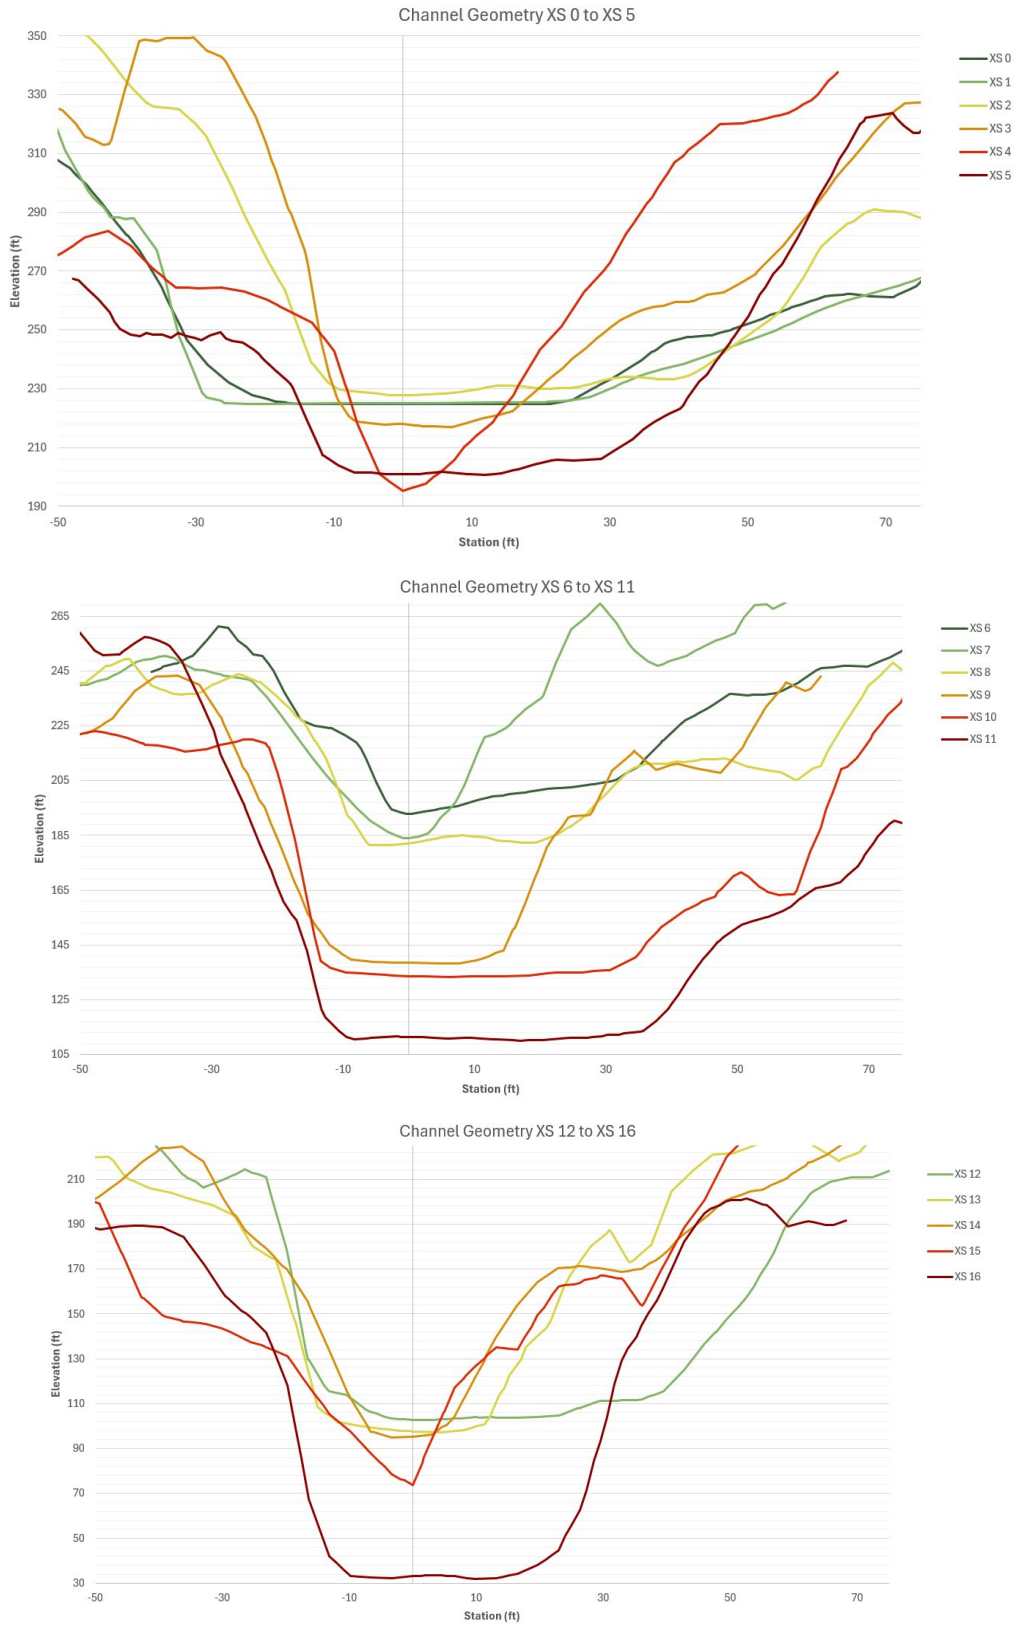 Channel Geometry XS 0 to XS 5
350
330
310
290
270
250
230
210
190
Elevation (ft)
-50 -30 -10 10 30 50 70
Station (ft)
XS 0
XS 1
XS 2
XS 3
XS 4
XS 5
Channel Geometry XS 6 to XS 11
265
245
225
205
185
165
145
125
105
Elevation (ft)
-50 -30 -10 10 30 50 70
Station (ft)
XS 6
XS 7
XS 8
XS 9
XS 10
XS 11
Channel Geometry XS 12 to XS 16
210
190
170
150
130
110
90
70
50
30
Elevation (ft)
-50 -30 -10 10 30 50 70
Station (ft)
XS 12
XS 13
XS 14
XS 15
XS 16